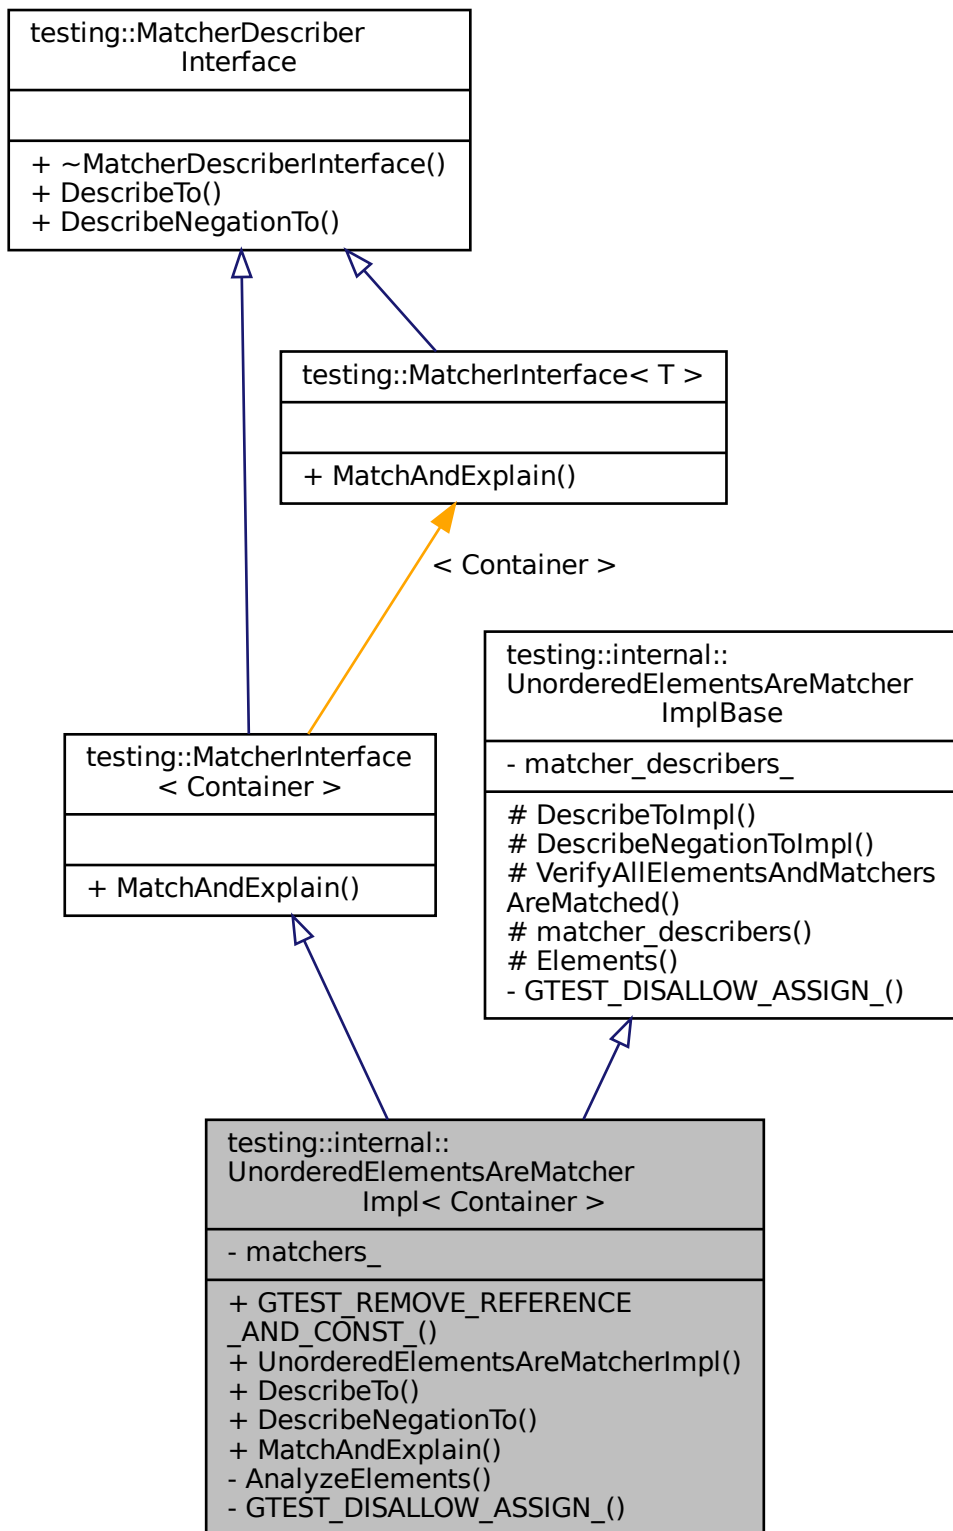 testing::MatcherDescriber
Interface
+ ~MatcherDescriberInterface()
+ DescribeTo()
+ DescribeNegationTo()
testing::MatcherInterface< T >
+ MatchAndExplain()
< Container >
testing::internal::
UnorderedElementsAreMatcher
ImplBase
- matcher_describers_
# DescribeToImpl()
# DescribeNegationToImpl()
# VerifyAllElementsAndMatchers
AreMatched()
# matcher_describers()
# Elements()
- GTEST_DISALLOW_ASSIGN_()
testing::MatcherInterface
< Container >
+ MatchAndExplain()
testing::internal::
UnorderedElementsAreMatcher
Impl< Container >
- matchers_
+ GTEST_REMOVE_REFERENCE
_AND_CONST_()
+ UnorderedElementsAreMatcherImpl()
+ DescribeTo()
+ DescribeNegationTo()
+ MatchAndExplain()
- AnalyzeElements()
- GTEST_DISALLOW_ASSIGN_()